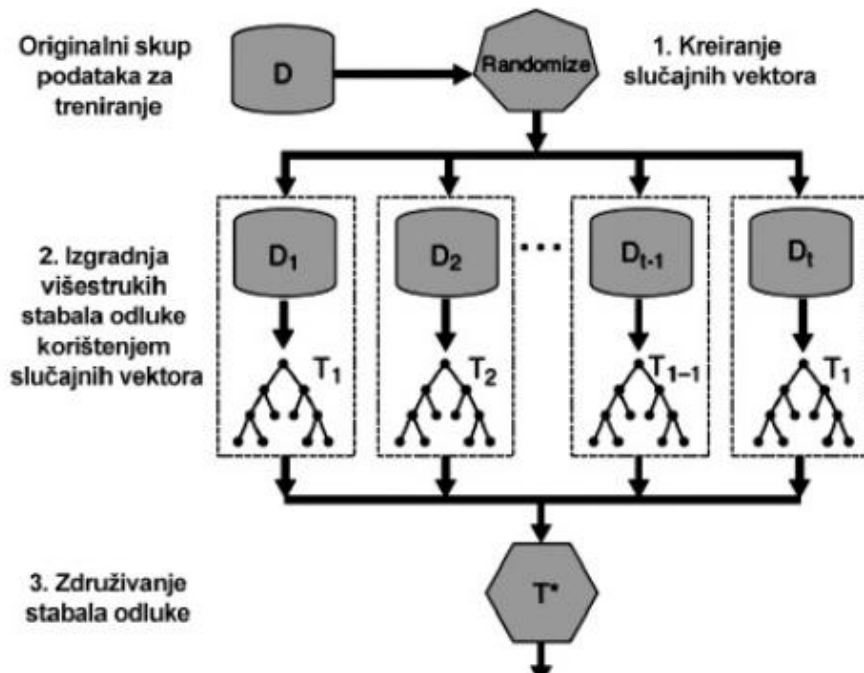 Originalni skup
podataka za
treniranje
D
Randomize
1. Kreiranje
slučajnih vektora
2. Izgradnja
višestrukih
stabala odluke
korištenjem
slučajnih vektora
D1
D2
...
Dt-1
Dt
T1
T2
T1–1
T1
3. Združivanje
stabala odluke
T*